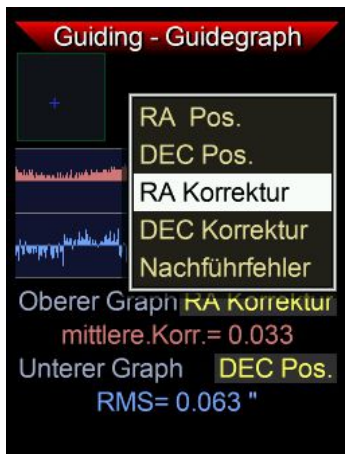 Guiding - Guidegraph
RA Pos.
DEC Pos.
RA Korrektur
DEC Korrektur
Nachführfehler
Oberer Graph RA Korrektur
mittlere.Korr.= 0.033
Unterer Graph DEC Pos.
RMS= 0.063 "